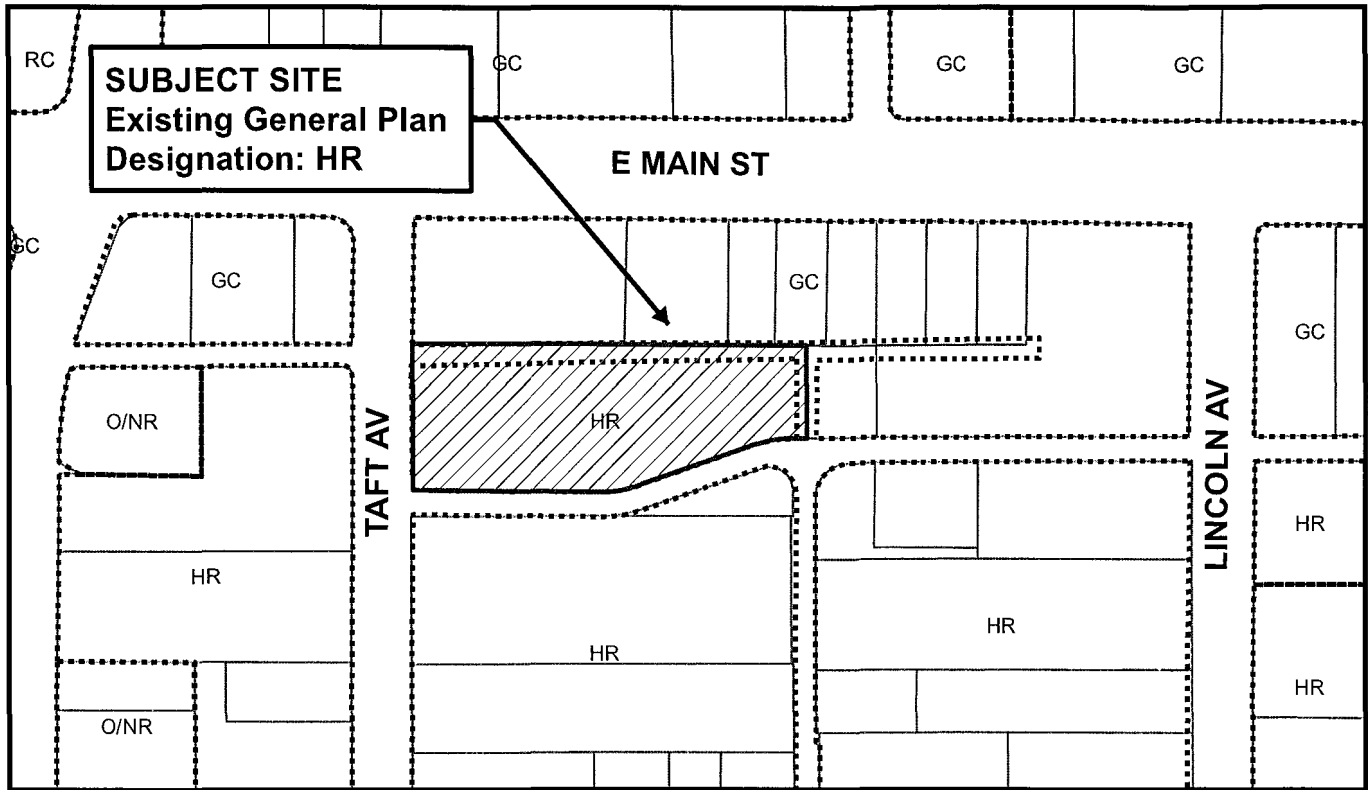 RC
GC
GC
GC
SUBJECT SITE
Existing General Plan
Designation: HR
E MAIN ST
GC
GC
GC
GC
O/NR
HR
TAFT AV
LINCOLN AV
HR
HR
HR
HR
HR
O/NR